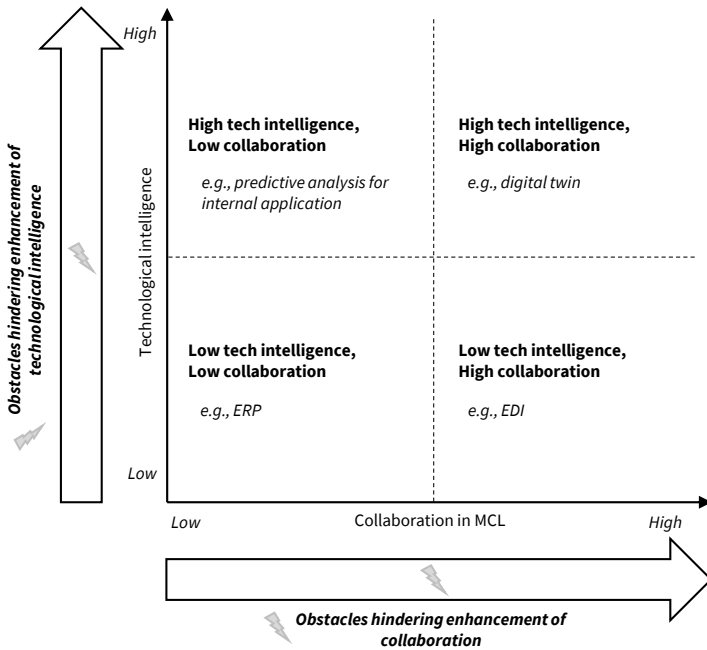 High
High tech intelligence,
Low collaboration
e.g., predictive analysis for
internal application
High tech intelligence,
High collaboration
e.g., digital twin
Obstacles hindering enhancement of
technological intelligence
Technological intelligence
Low tech intelligence,
Low collaboration
e.g., ERP
Low tech intelligence,
High collaboration
e.g., EDI
Low
Low
Collaboration in MCL
High
Obstacles hindering enhancement of
collaboration